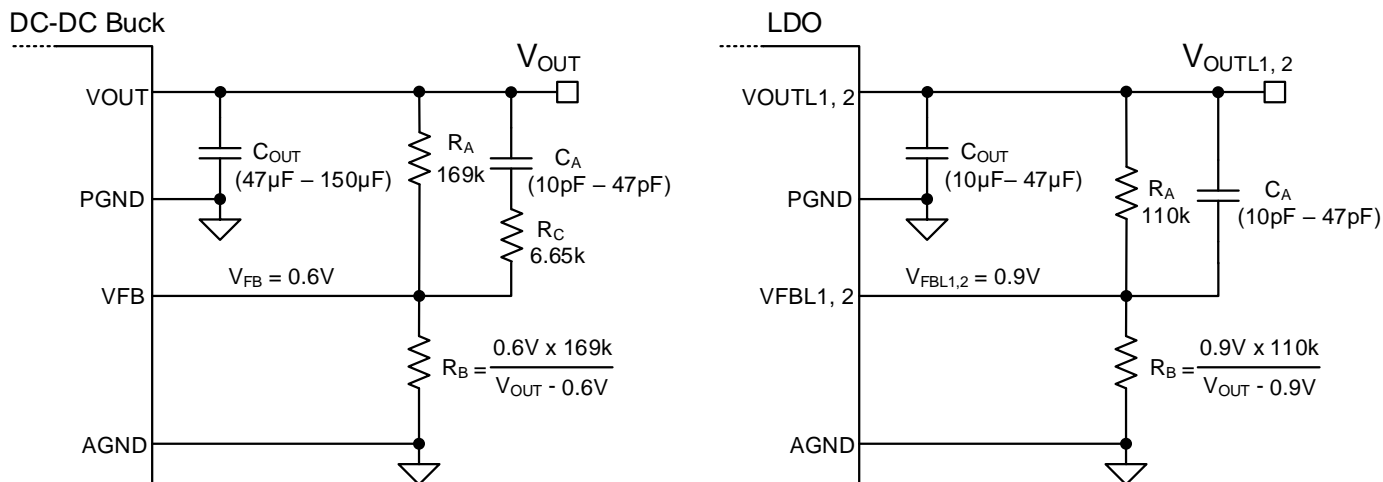 DC-DC Buck
VOUT
VOUT
COUT
(47µF – 150µF)
RA
169k
CA
(10pF – 47pF)
PGND
RC
6.65k
VFB = 0.6V
VFB
RB = 0.6V x 169k
VOUT - 0.6V
AGND
LDO
VOUTL1, 2
VOUTL1, 2
COUT
(10µF– 47µF)
RA
110k
CA
(10pF – 47pF)
PGND
VFBL1,2 = 0.9V
VFBL1, 2
RB = 0.9V x 110k
VOUT - 0.9V
AGND